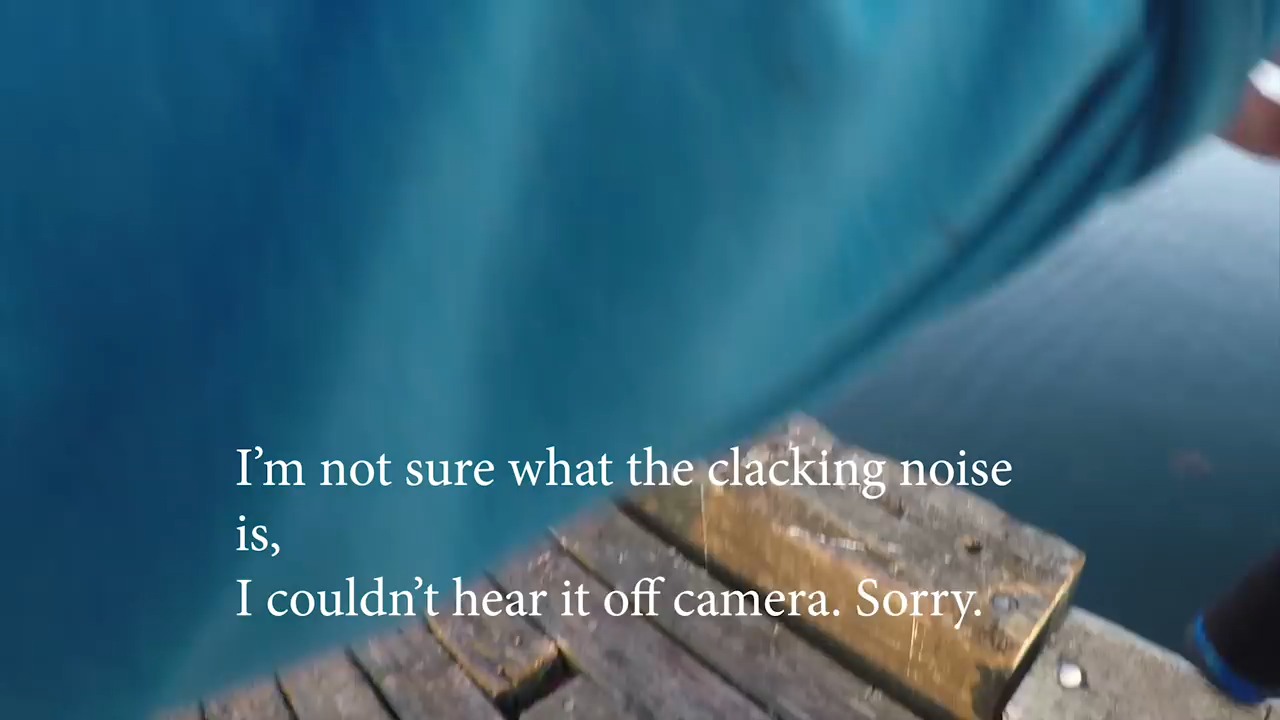 I’m not sure what the clacking noise
is,
I couldn’t hear it off camera. Sorry.